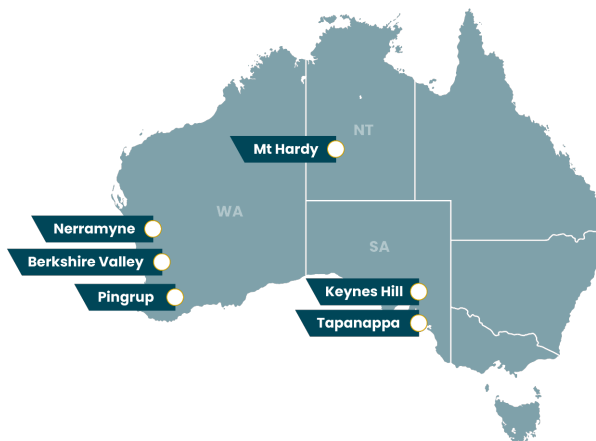 NT
Mt Hardy
WA
Nerramyne
SA
Berkshire Valley
Keynes Hill
Pingrup
Tapanappa